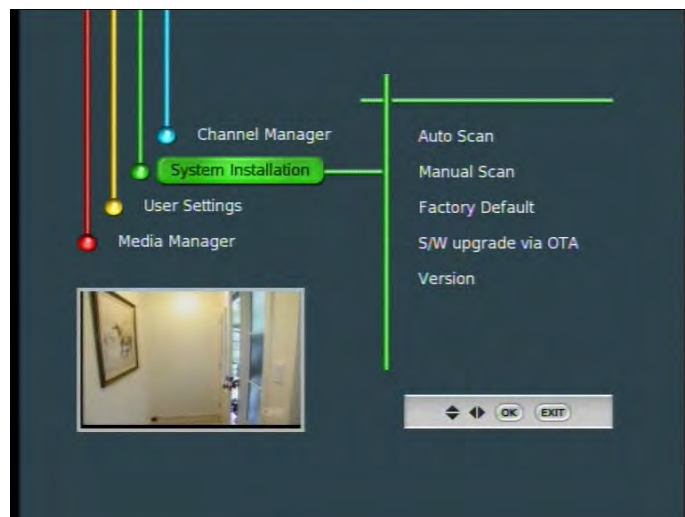 Channel Manager
System Installation
User Settings
Media Manager
Auto Scan
Manual Scan
Factory Default
S/W upgrade via OTA
Version
OK EXIT